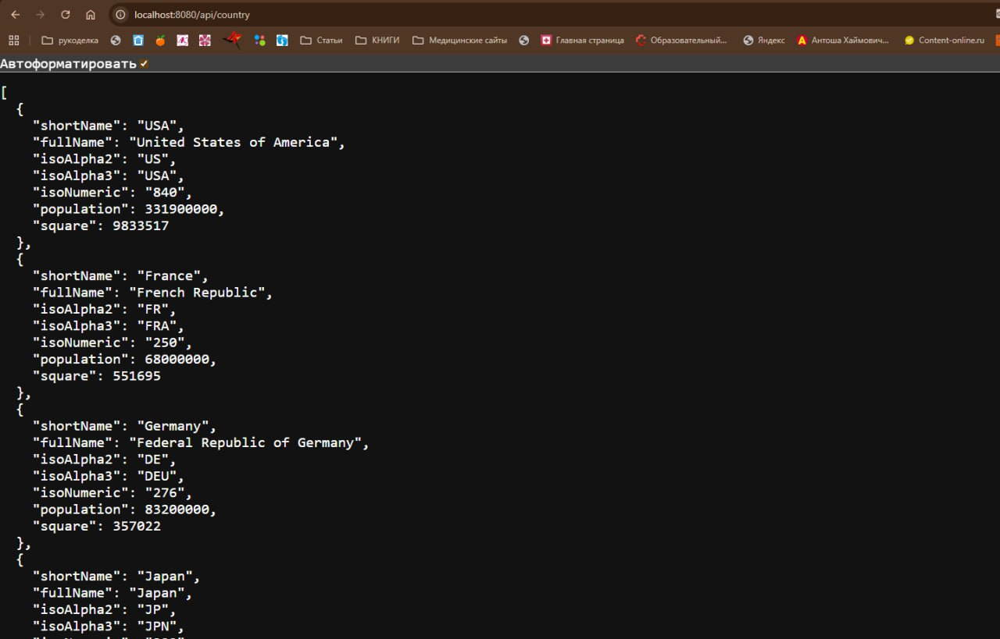 localhost:8080/api/country
рукоделка Статьи КНИГИ Медицинские сайты Главная страница Образовательный... Яндекс Антоша Хаймович... Content-online.ru
Автоформатировать
[
  {
    "shortName": "USA",
    "fullName": "United States of America",
    "isoAlpha2": "US",
    "isoAlpha3": "USA",
    "isoNumeric": "840",
    "population": 331900000,
    "square": 9833517
  },
  {
    "shortName": "France",
    "fullName": "French Republic",
    "isoAlpha2": "FR",
    "isoAlpha3": "FRA",
    "isoNumeric": "250",
    "population": 68000000,
    "square": 551695
  },
  {
    "shortName": "Germany",
    "fullName": "Federal Republic of Germany",
    "isoAlpha2": "DE",
    "isoAlpha3": "DEU",
    "isoNumeric": "276",
    "population": 83200000,
    "square": 357022
  },
  {
    "shortName": "Japan",
    "fullName": "Japan",
    "isoAlpha2": "JP",
    "isoAlpha3": "JPN",